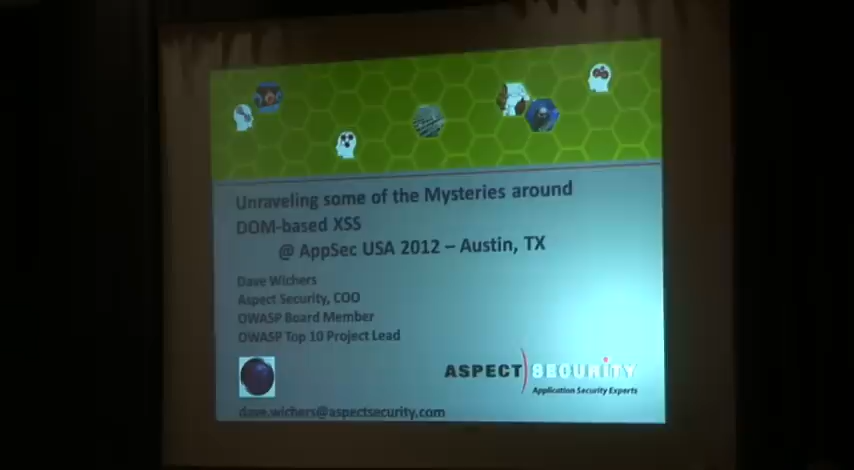 Unraveling some of the Mysteries around
DOM-based XSS
@ AppSec USA 2012 – Austin, TX
Dave Wichers
Aspect Security, COO
OWASP Board Member
OWASP Top 10 Project Lead
ASPECT SECURITY
Application Security Experts
dave.wichers@aspectsecurity.com